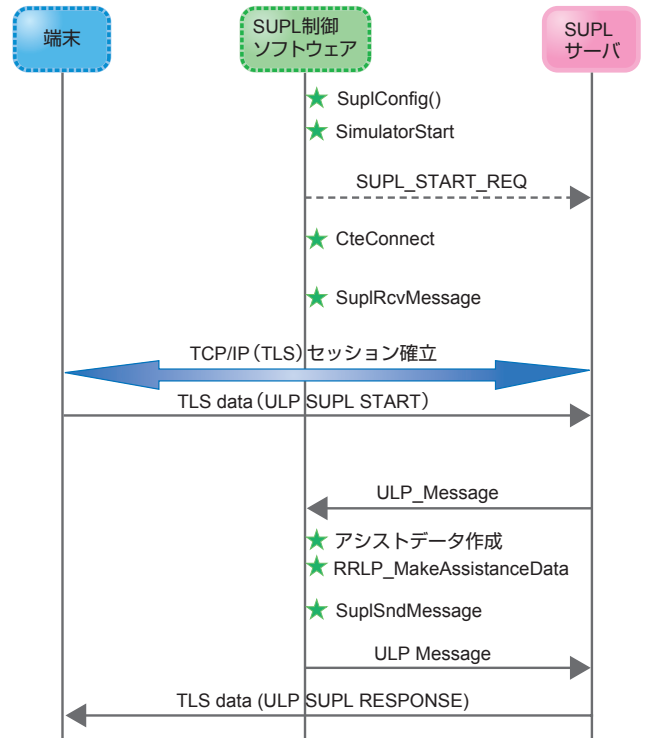 端末
SUPL制御
ソフトウェア
SUPL
サーバ
★ SuplConfig()
★ SimulatorStart
SUPL_START_REQ
★ CteConnect
★ SuplRcvMessage
TCP/IP（TLS）セッション確立
TLS data（ULP SUPL START）
ULP_Message
★ アシストデータ作成
★ RRLP_MakeAssistanceData
★ SuplSndMessage
ULP Message
TLS data (ULP SUPL RESPONSE)